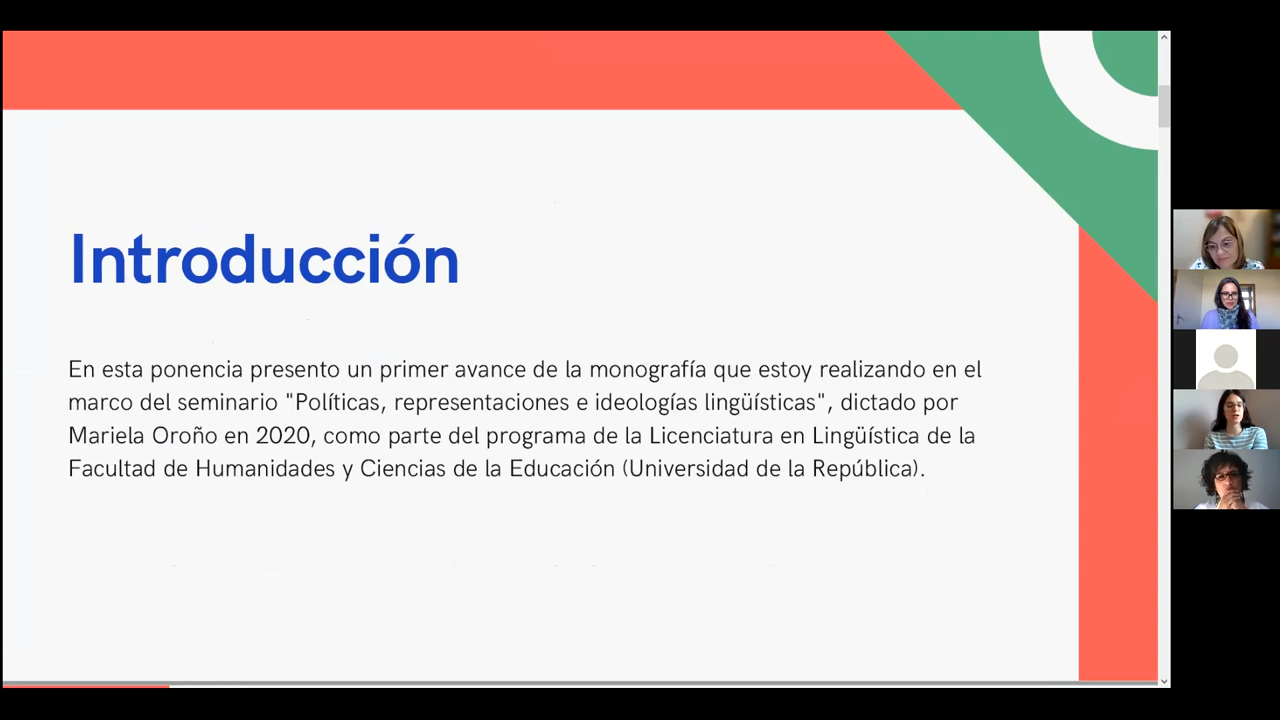 Introducción
En esta ponencia presento un primer avance de la monografía que estoy realizando en el
marco del seminario "Políticas, representaciones e ideologías lingüísticas", dictado por
Mariela Oroño en 2020, como parte del programa de la Licenciatura en Lingüística de la
Facultad de Humanidades y Ciencias de la Educación (Universidad de la República).